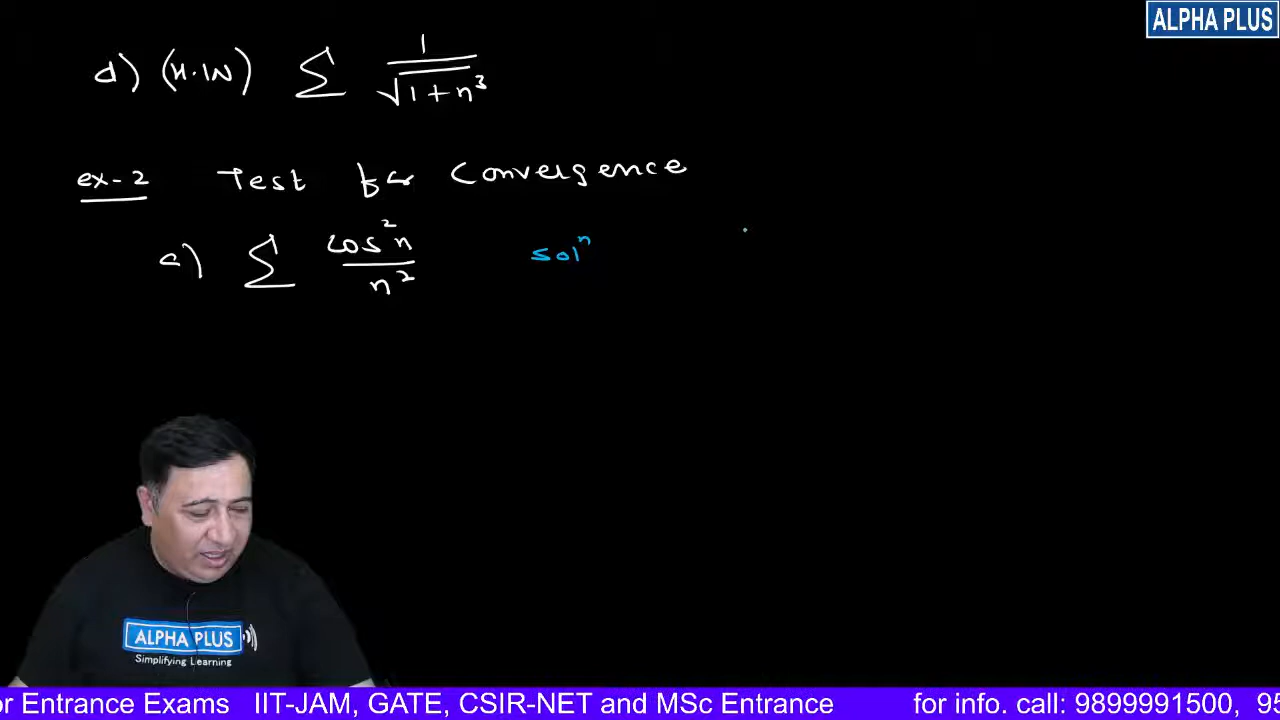 ALPHA PLUS
d) (H.W) ∑ 1/√(1+n³)
ex-2 Test for Convergence
a) ∑ cos²n/n² solⁿ
ALPHA PLUS
Simplifying Learning
or Entrance Exams IIT-JAM, GATE, CSIR-NET and MSc Entrance for info. call: 9899991500, 95